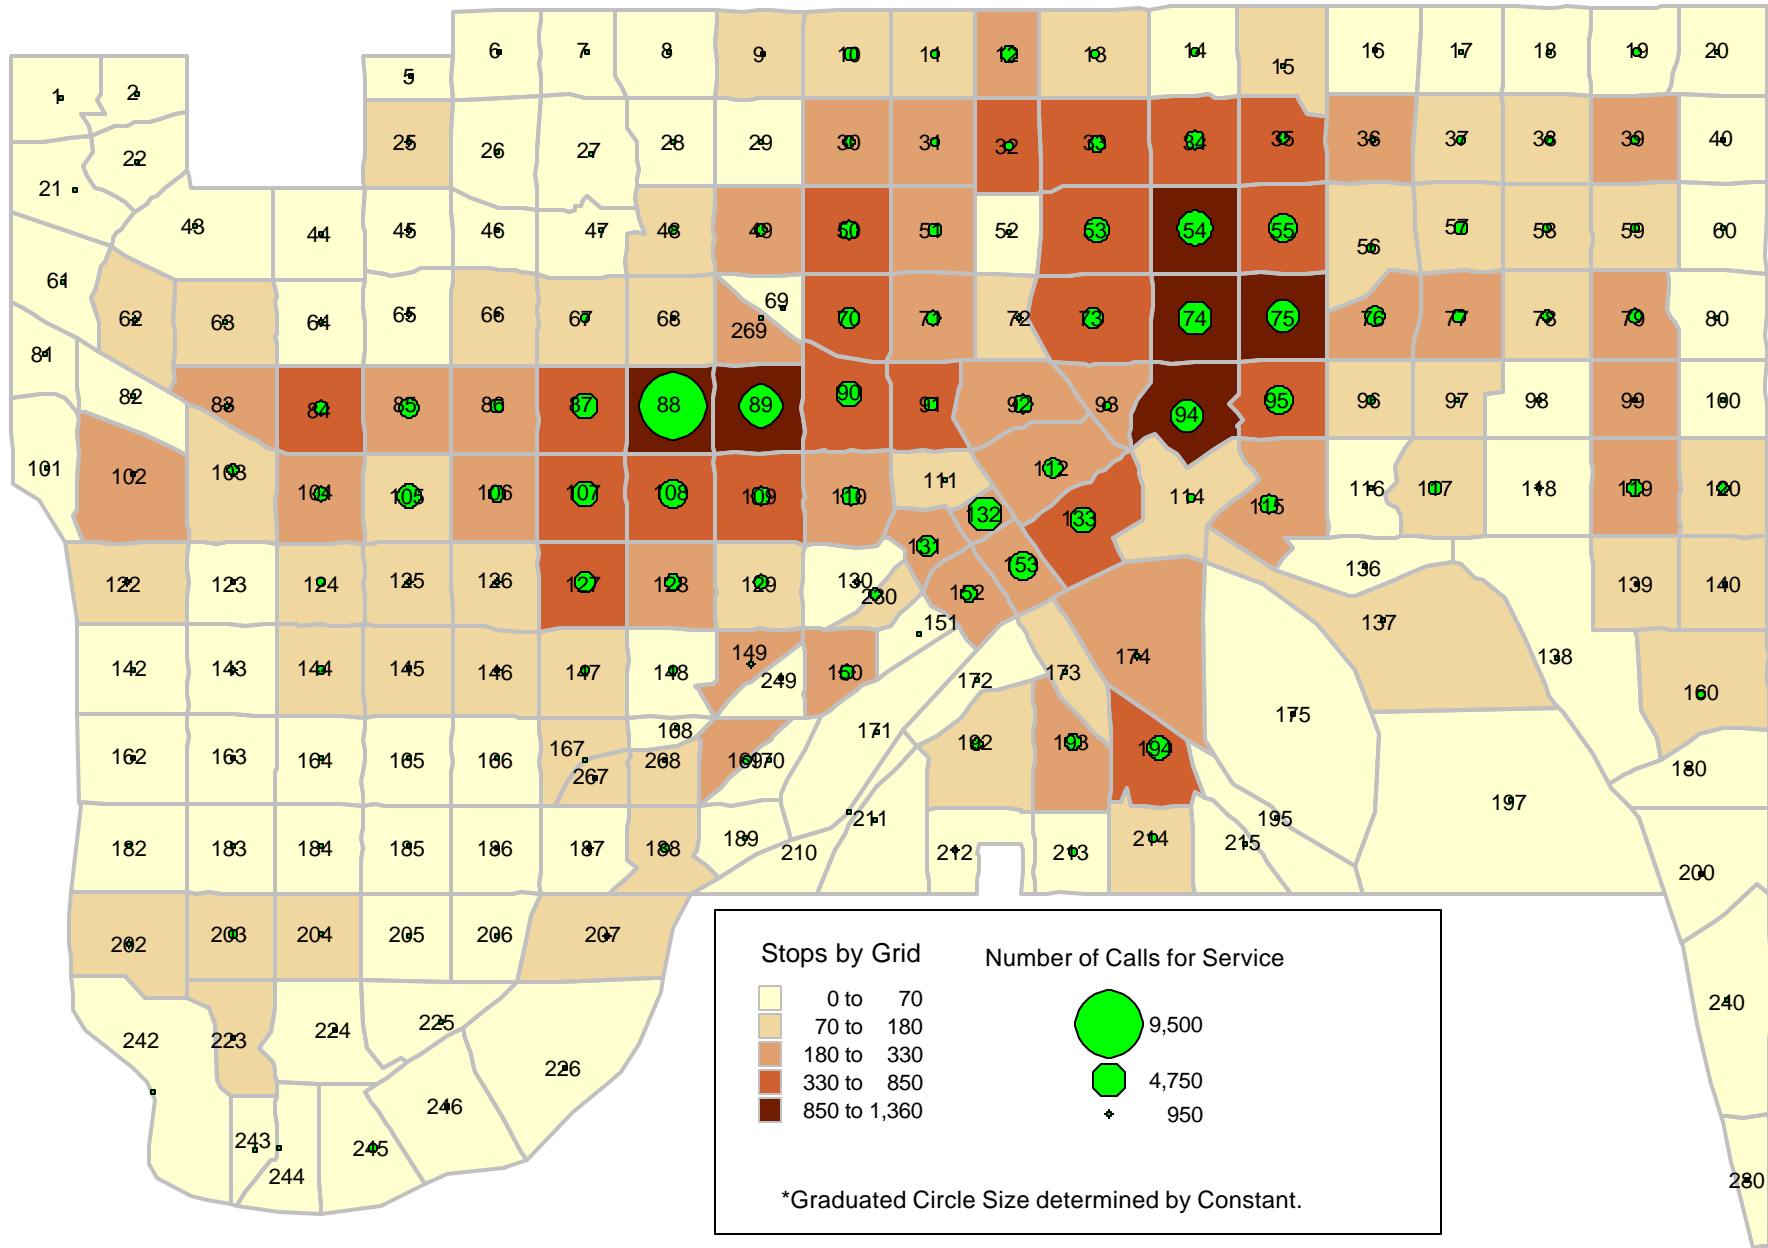 6 7 8 9 10 11 12 13 14 15 16 17 18 19 20
1 2 5
22 25 26 27 28 29 30 31 32 33 34 35 36 37 38 39 40
21
43 44 45 46 47 48 49 50 51 52 53 54 55 56 57 58 59 60
61 62 63 64 65 66 67 68 269 69 70 71 72 73 74 75 76 77 78 79 80
81
82 83 84 85 86 87 88 89 90 91 92 93 94 95 96 97 98 99 100
101 102 103 104 105 106 107 108 109 110 111 112 114 115 116 117 118 119 120
132 133
131
122 123 124 125 126 127 128 129 130 230 152 153 136 137 139 140
151
142 143 144 145 146 147 148 149 249 150 172 173 174 138 160
175
162 163 164 165 166 167 267 168 268 169 170 171 192 193 194 180
197
182 183 184 185 186 187 188 189 210 211 212 213 214 215 195
200
202 203 204 205 206 207
242 223 224 225 226 240
246
243 244 245 280
Stops by Grid
0 to 70
70 to 180
180 to 330
330 to 850
850 to 1,360
Number of Calls for Service
9,500
4,750
950
*Graduated Circle Size determined by Constant.